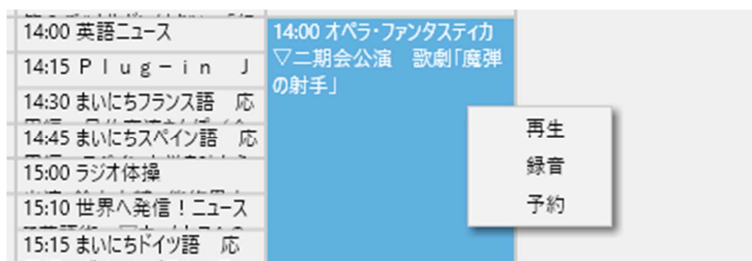 14:00 英語ニュース
14:15 Ｐｌｕｇ－ｉｎ　Ｊ
14:30 まいにちフランス語　応
14:45 まいにちスペイン語　応
15:00 ラジオ体操
15:10 世界へ発信！ニュース
15:15 まいにちドイツ語　応
14:00 オペラ・ファンタスティカ
▽二期会公演　歌劇「魔弾
の射手」
再生
録音
予約